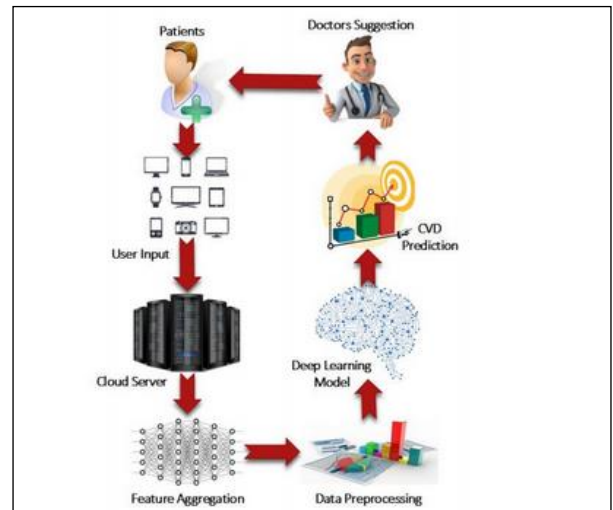 Patients
Doctors Suggestion
User Input
CVD
Prediction
Cloud Server
Deep Learning
Model
Feature Aggregation
Data Preprocessing